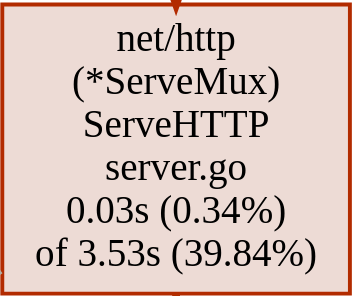 net/http
(*ServeMux)
ServeHTTP
server.go
0.03s (0.34%)
of 3.53s (39.84%)